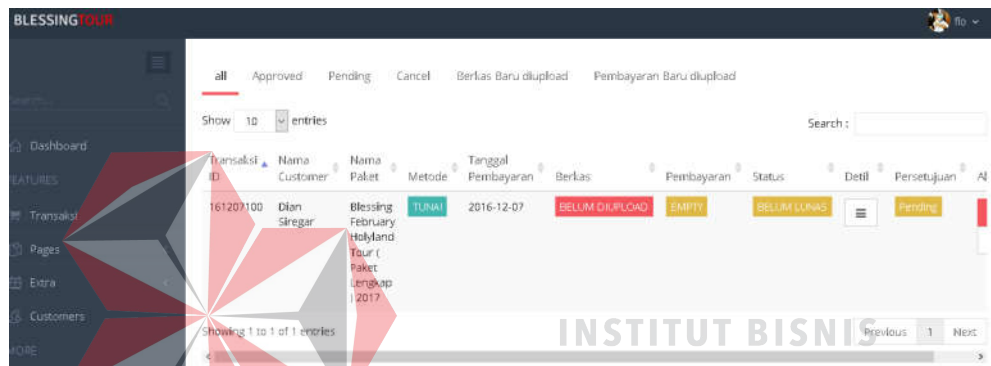 BLESSINGTOUR
flo
all Approved Pending Cancel Berkas Baru diupload Pembayaran Baru diupload
Search...
Show 10 entries
Search :
Dashboard
FEATURES
Transaksi
Pages
Extra
Customers
MORE
Transaksi ID Nama Customer Nama Paket Metode Tanggal Pembayaran Berkas Pembayaran Status Detil Persetujuan
161207100 Dian Siregar Blessing February Holyland Tour ( Paket Lengkap ) 2017 TUNAI 2016-12-07 BELUM DIUPLOAD EMPTY BELUM LUNAS Pending
Showing 1 to 1 of 1 entries
Previous 1 Next
INSTITUT BISNIS